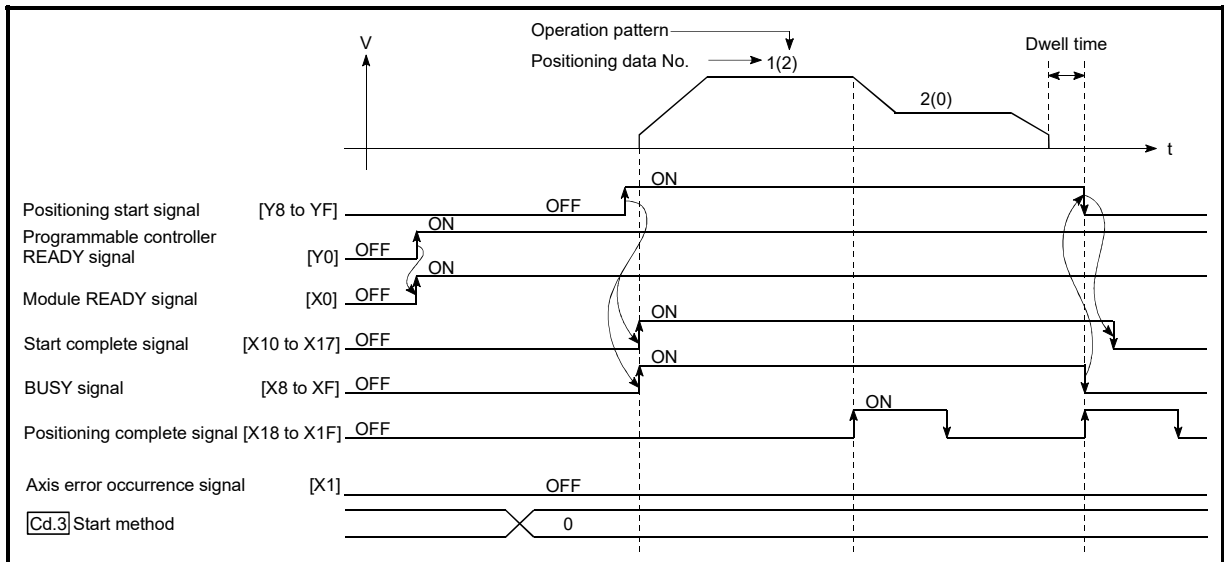 Operation pattern
V
Dwell time
Positioning data No.
1(2)
2(0)
t
ON
Positioning start signal [Y8 to YF] OFF
Programmable controller
READY signal [Y0] OFF
ON
ON
Module READY signal [X0] OFF
ON
Start complete signal [X10 to X17] OFF
ON
BUSY signal [X8 to XF] OFF
ON
Positioning complete signal [X18 to X1F] OFF
Axis error occurrence signal [X1] OFF
Cd.3 Start method 0